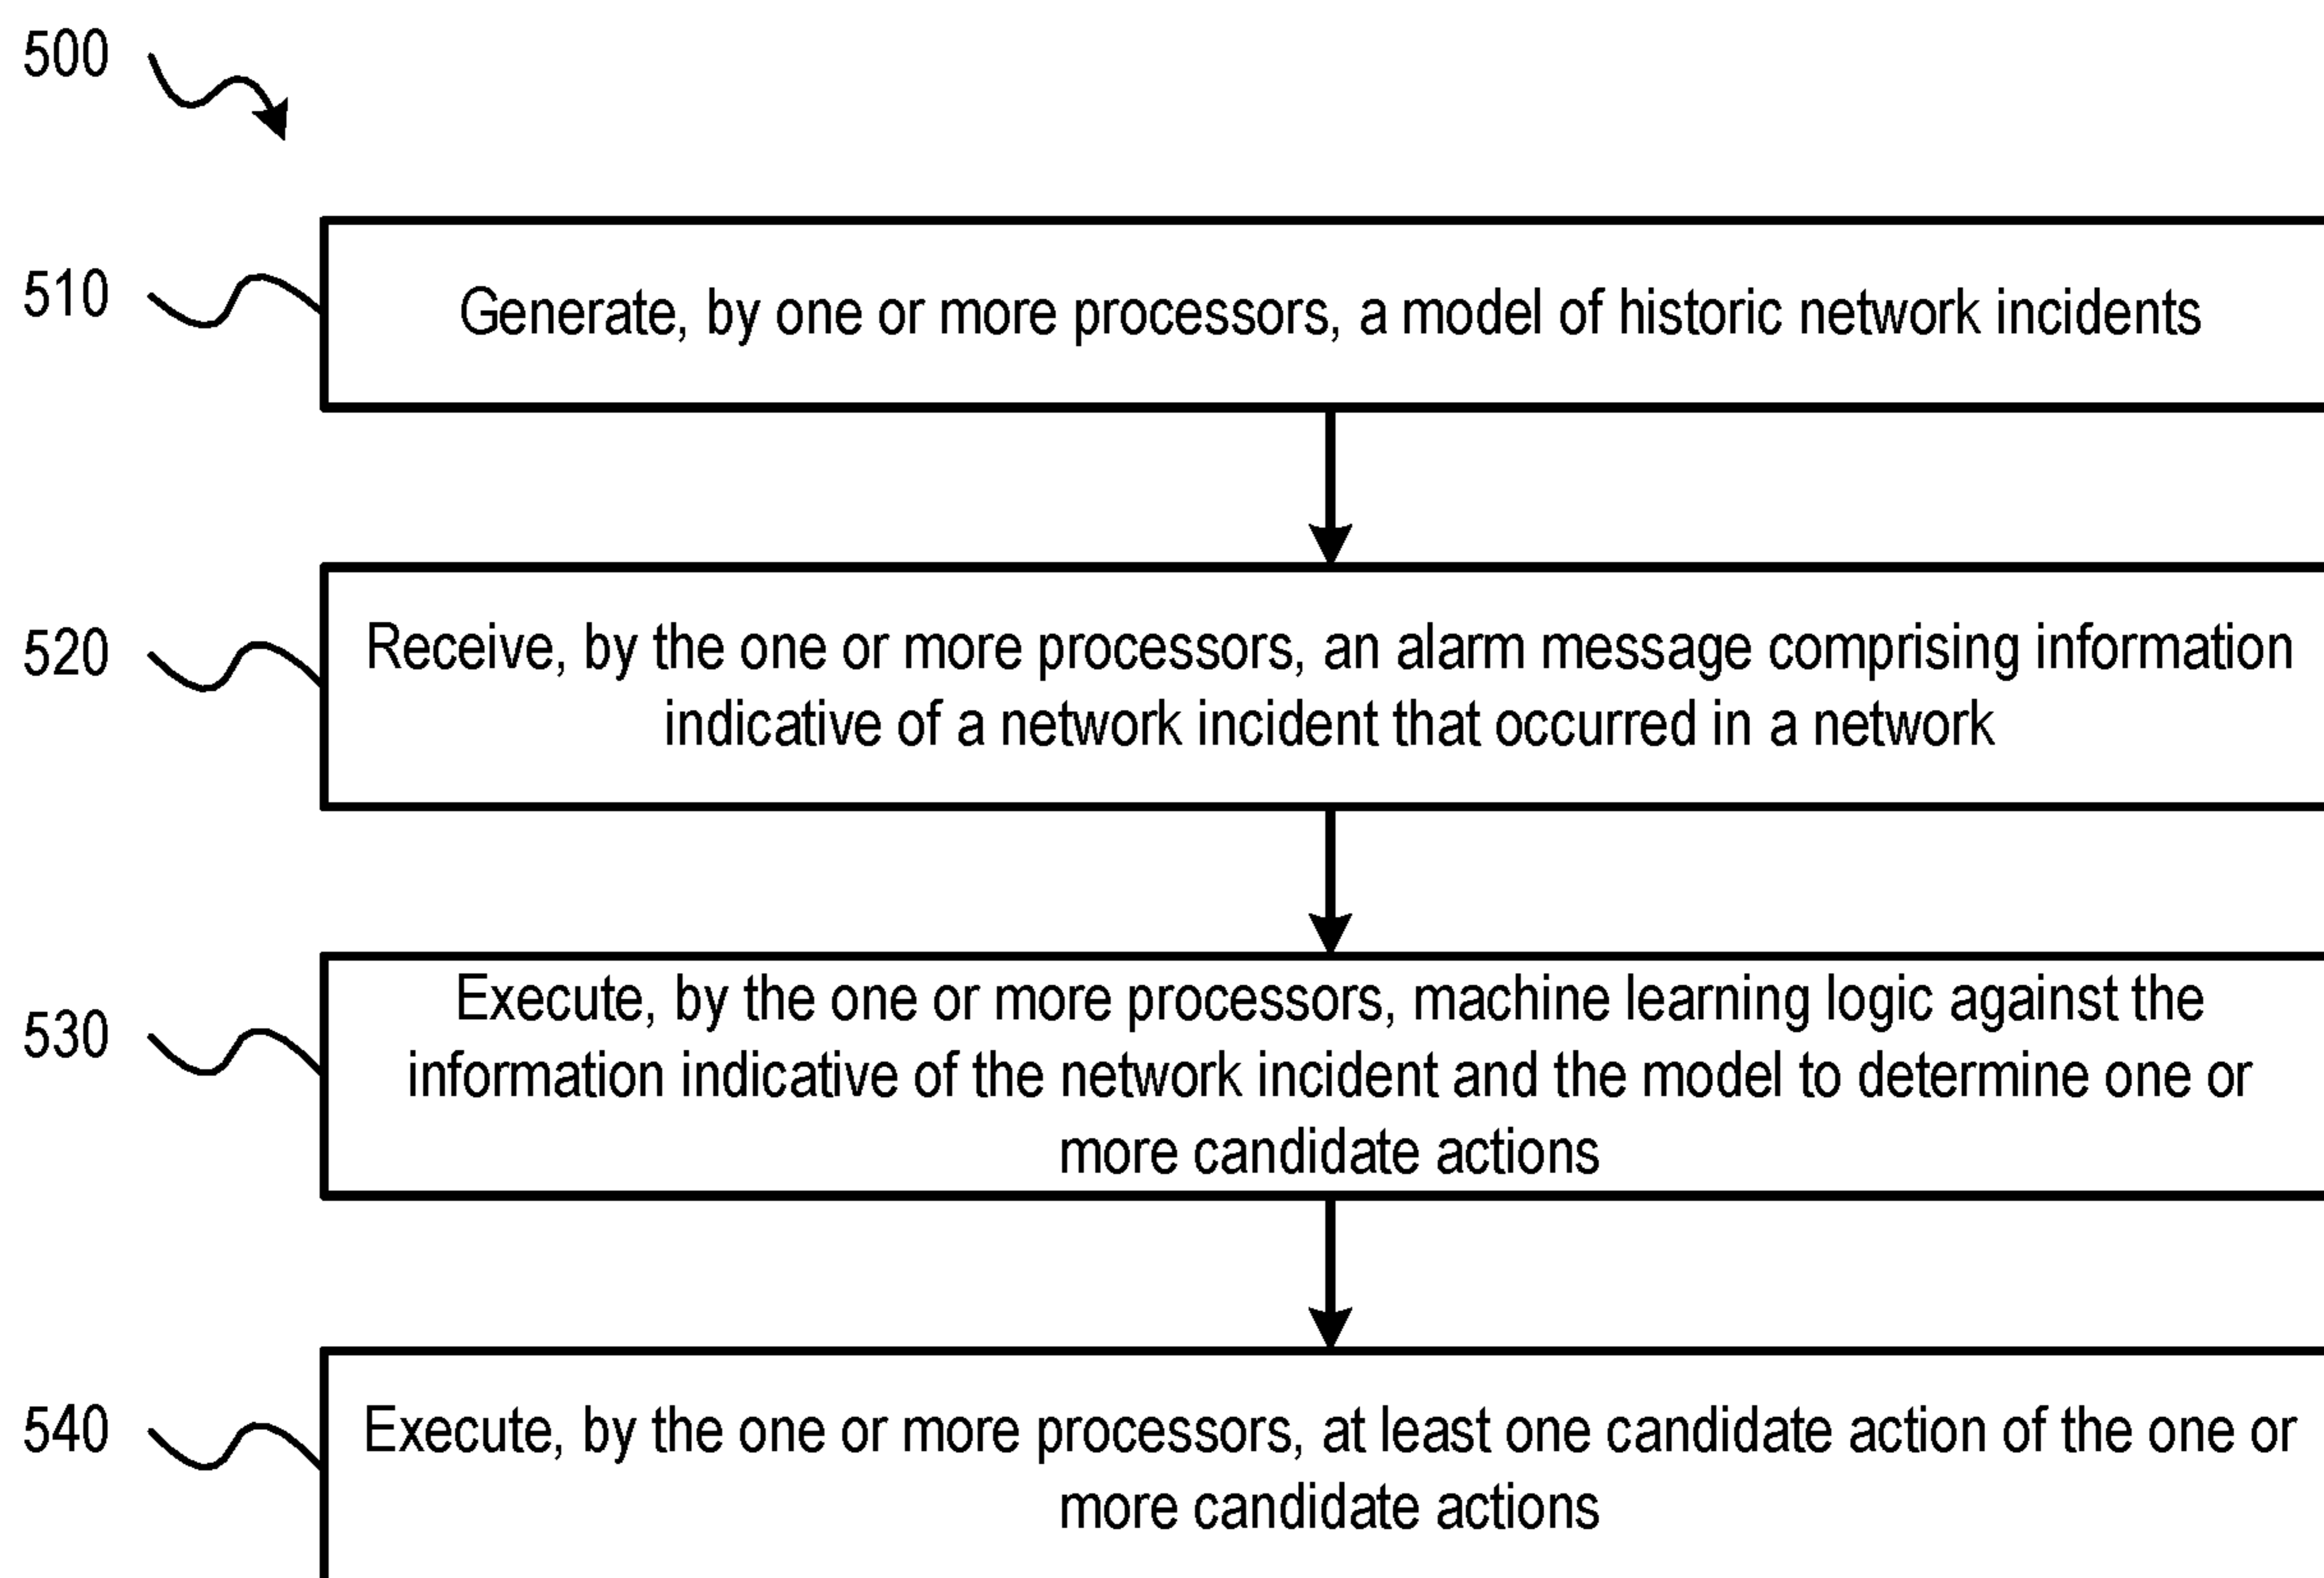 500
510
Generate, by one or more processors, a model of historic network incidents
520
Receive, by the one or more processors, an alarm message comprising information
indicative of a network incident that occurred in a network
530
Execute, by the one or more processors, machine learning logic against the
information indicative of the network incident and the model to determine one or
more candidate actions
540
Execute, by the one or more processors, at least one candidate action of the one or
more candidate actions